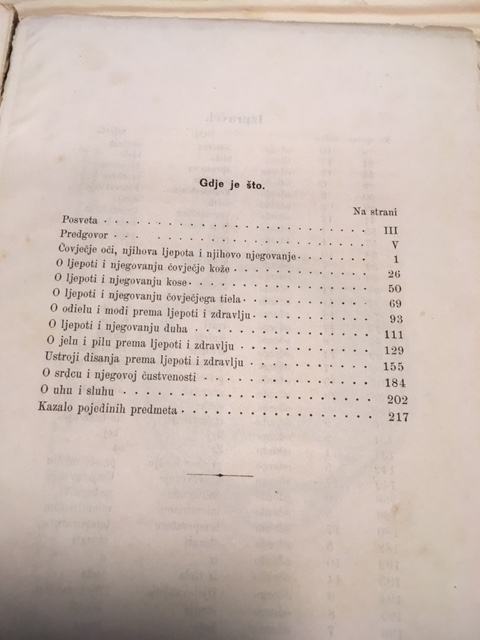 Gdje je što.
Na strani
Posveta . . . . . . . . . . . . . . . . . . . . . III
Predgovor . . . . . . . . . . . . . . . . . . . . V
Čovječje oči, njihova ljepota i njihovo njegovanje . . . . . . 1
O ljepoti i njegovanju čovječje kože . . . . . . . . . . . 26
O ljepoti i njegovanju kose . . . . . . . . . . . . . . 50
O ljepoti i njegovanju čovječjega tiela . . . . . . . . . . 69
O odielu i modi prema ljepoti i zdravlju . . . . . . . . . 93
O ljepoti i njegovanju duha . . . . . . . . . . . . . . 111
O jelu i pilu prema ljepoti i zdravlju . . . . . . . . . . . 129
Ustroji disanja prema ljepoti i zdravlju . . . . . . . . . . 155
O srdcu i njegovoj čustvenosti . . . . . . . . . . . . . 184
O uhu i sluhu . . . . . . . . . . . . . . . . . . . 202
Kazalo pojedinih predmeta . . . . . . . . . . . . . . . 217